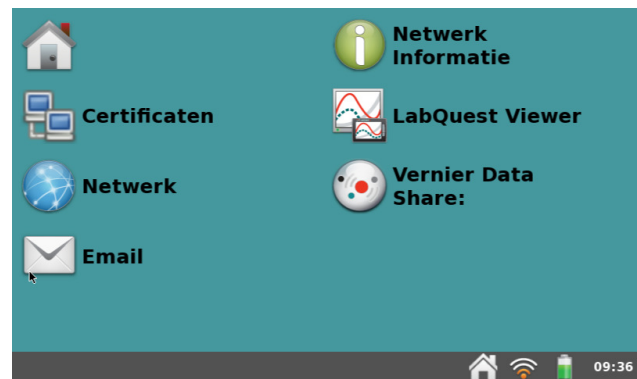 Certificaten
Netwerk
Email
Netwerk
Informatie
LabQuest Viewer
Vernier Data
Share:
09:36